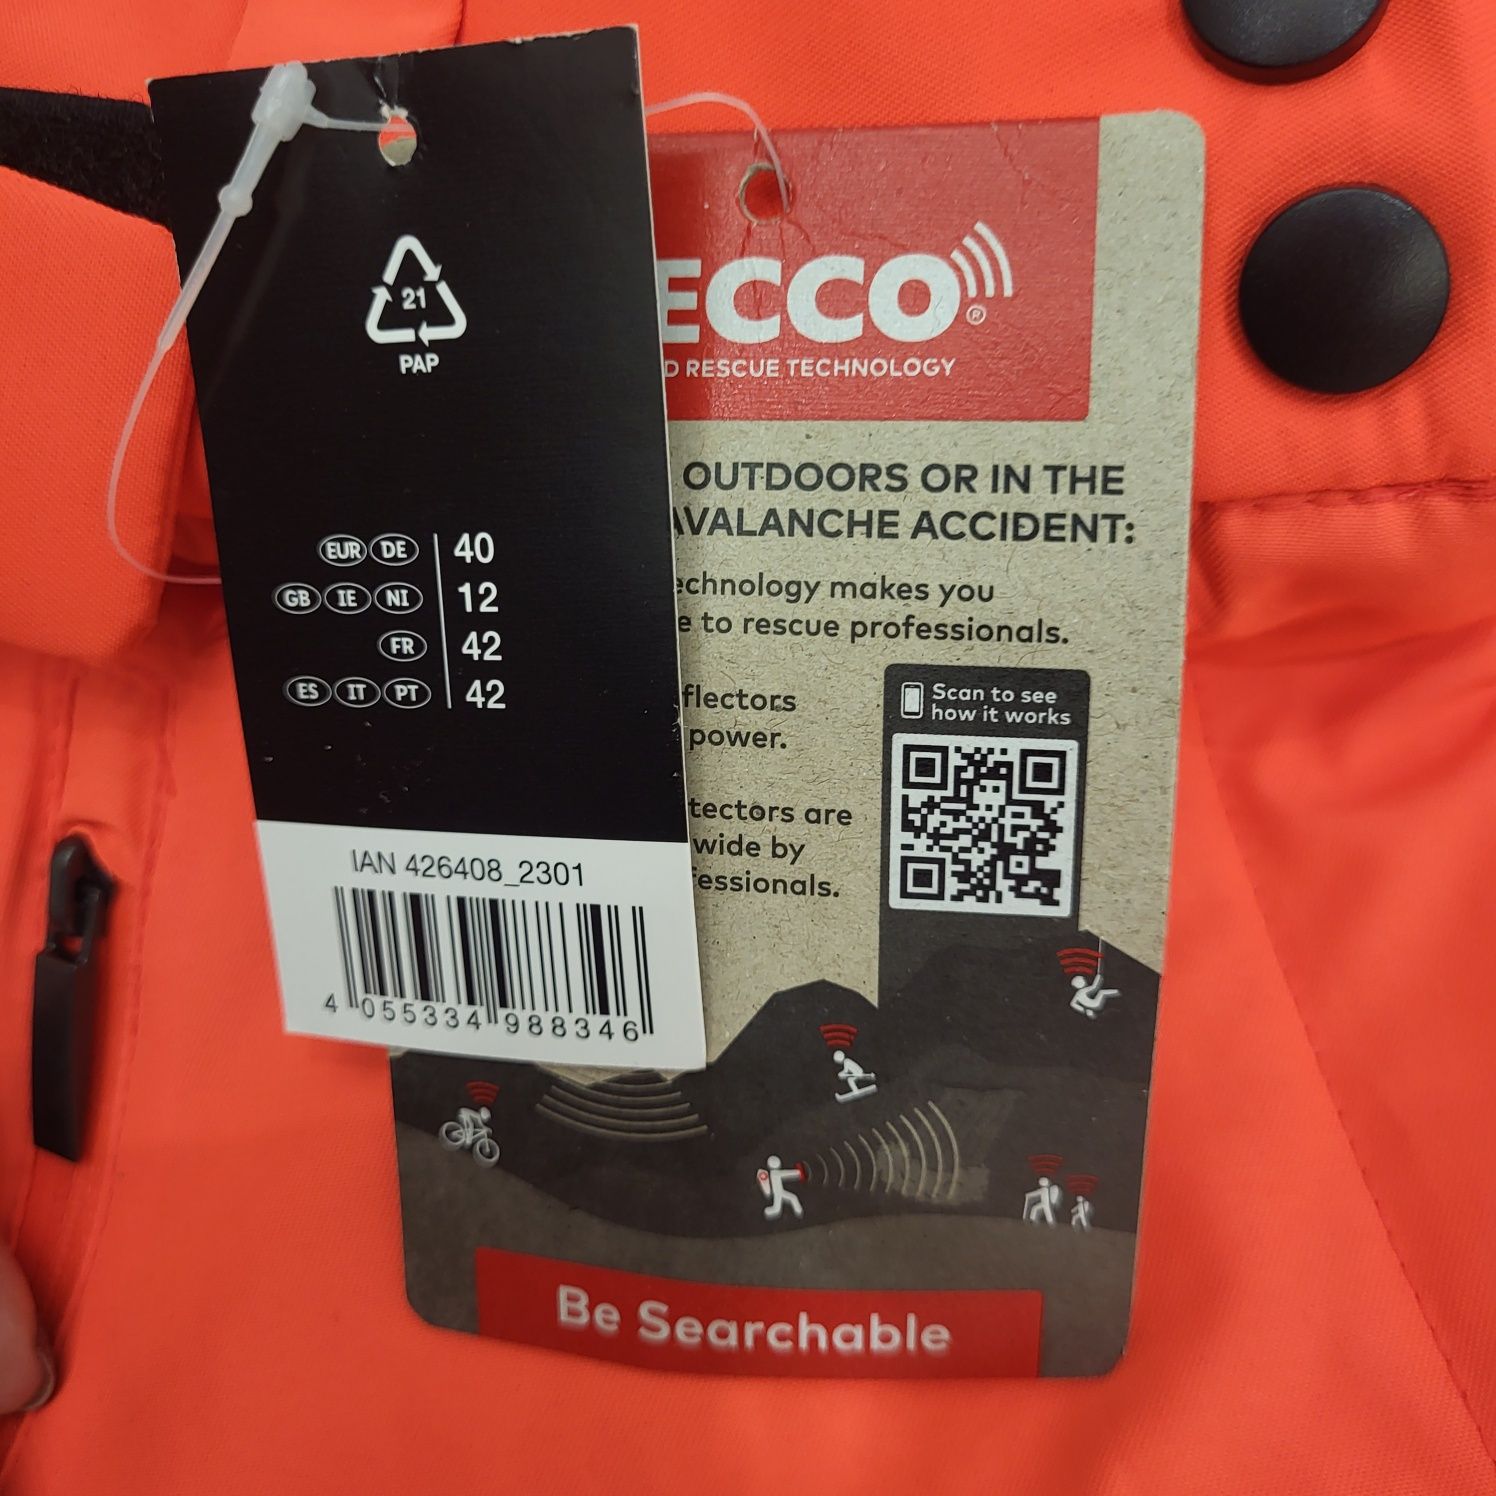 21
PAP
EUR DE 40
GB IE NI 12
FR 42
ES IT PT 42
IAN 426408_2301
4 055334 988346
ECCO®
D RESCUE TECHNOLOGY
OUTDOORS OR IN THE
AVALANCHE ACCIDENT:
echnology makes you
e to rescue professionals.
flectors
power.
tectors are
wide by
fessionals.
Scan to see
how it works
Be Searchable